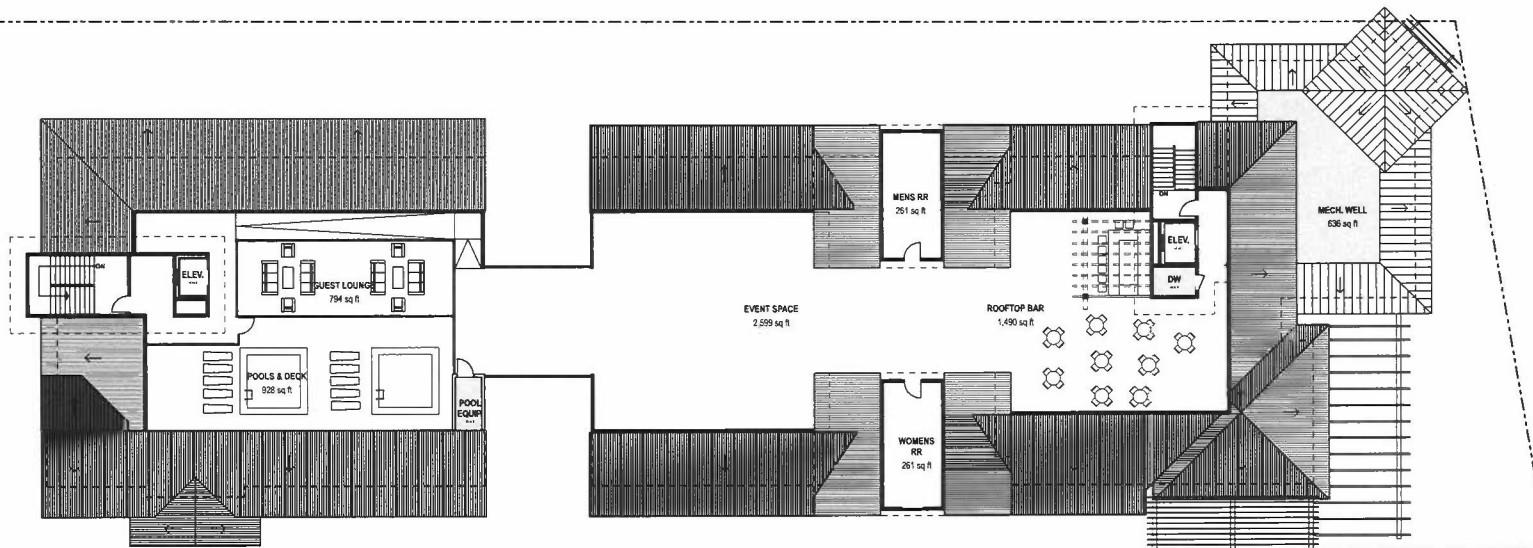 MENS RR
261 sq ft
MECH. WELL
636 sq ft
DN
ELEV.
DN
ELEV.
DW
GUEST LOUNGE
794 sq ft
EVENT SPACE
2,599 sq ft
ROOFTOP BAR
1,490 sq ft
POOLS & DECK
928 sq ft
POOL
EQUIP.
WOMENS
RR
261 sq ft